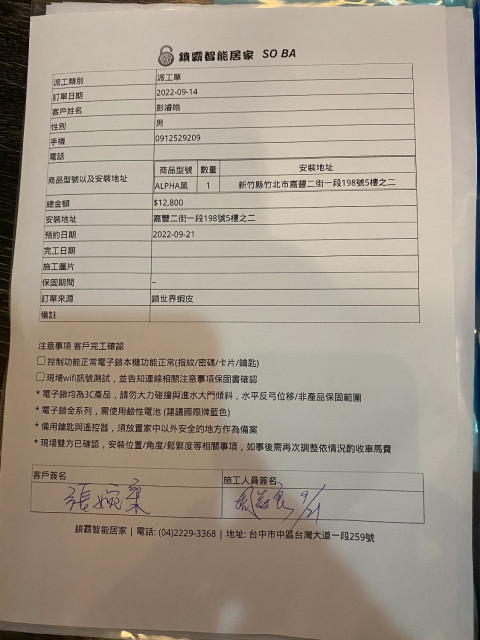 鎖霸智能居家 SO BA
派工類別 派工單
訂單日期 2022-09-14
客戶姓名 彭濬皓
性別 男
手機 0912529209
電話
商品型號以及安裝地址
商品型號 數量 安裝地址
ALPHA黑 1 新竹縣竹北市嘉豐二街一段198號5樓之二
總金額 $12,800
安裝地址 嘉豐二街一段198號5樓之二
預約日期 2022-09-21
完工日期
施工圖片
保固期間 –
訂單來源 鎖世界蝦皮
備註
注意事項 客戶完工確認
控制功能正常電子鎖本機功能正常(指紋/密碼/卡片/鑰匙)
現場wifi訊號測試，並告知連線相關注意事項保固書確認
* 電子鎖均為3C產品，請勿大力碰撞與進水大門傾斜，水平反弓位移/非產品保固範圍
* 電子鎖全系列，需使用鹼性電池 (建議國際牌藍色)
* 備用鑰匙與遙控器，須放置家中以外安全的地方作為備案
* 現場雙方已確認，安裝位置/角度/鬆緊度等相關事項，如事後需再次調整依情況酌收車馬費
客戶簽名 施工人員簽名
張婉柔 9/21
鎖霸智能居家 | 電話: (04)2229-3368 | 地址: 台中市中區台灣大道一段259號